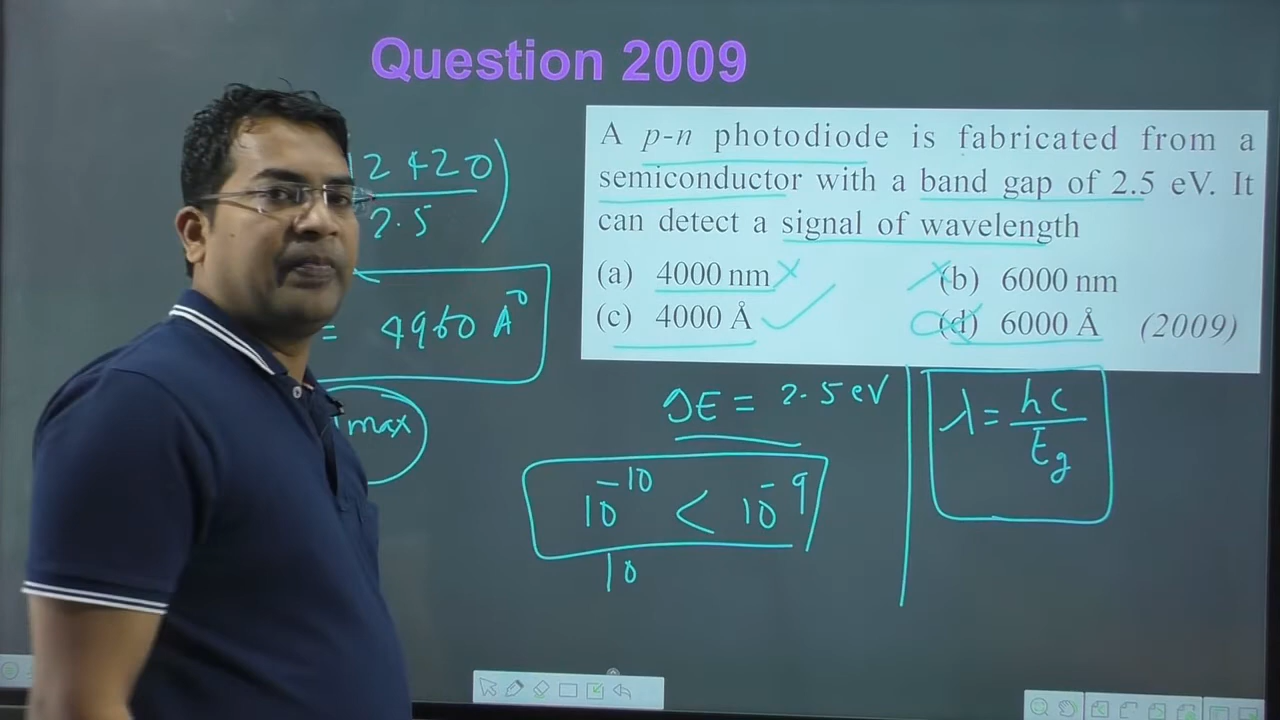 Question 2009
A p-n photodiode is fabricated from a
semiconductor with a band gap of 2.5 eV. It
can detect a signal of wavelength
(a) 4000 nm
(b) 6000 nm
(c) 4000 Å
(d) 6000 Å (2009)
2420)
2.5
= 4960 A°
max
E = 2.5 eV
10⁻¹⁰ < 10⁻⁹
10
λ = hc
Eg